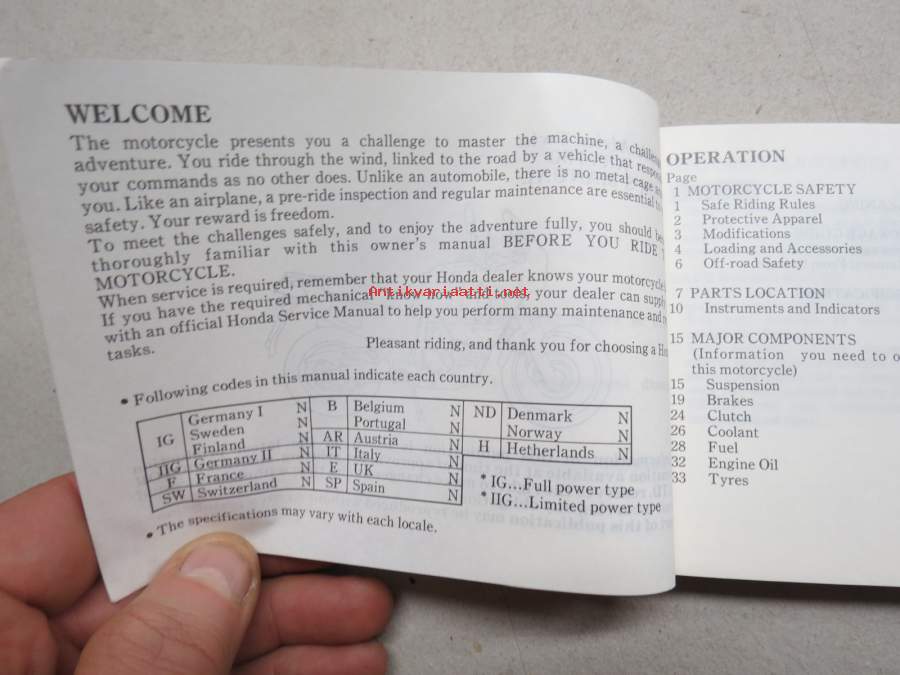 WELCOME
The motorcycle presents you a challenge to master the machine, a
adventure. You ride through the wind, linked to the road by a vehicle that
your commands as no other does. Unlike an automobile, there is no metal cage
you. Like an airplane, a pre-ride inspection and regular maintenance are essential
safety. Your reward is freedom.
To meet the challenges safely, and to enjoy the adventure fully, you should
thoroughly familiar with this owner's manual BEFORE YOU RIDE
MOTORCYCLE.
When service is required, remember that your Honda dealer knows your
If you have the required mechanical "know-how" and tools, your dealer can
Antikvariaatti.net
with an official Honda Service Manual to help you perform many maintenance and
tasks.
Pleasant riding, and thank you for choosing a
• Following codes in this manual indicate each country.
IG Germany I N B Belgium N ND Denmark N
Sweden N Portugal N Norway N
Finland N AR Austria N H Hetherlands N
IIG Germany II N IT Italy N
F France N E UK N
SW Switzerland N SP Spain N
* IG...Full power type
* IIG...Limited power type
• The specifications may vary with each locale.
OPERATION
Page
1 MOTORCYCLE SAFETY
1 Safe Riding Rules
2 Protective Apparel
3 Modifications
4 Loading and Accessories
6 Off-road Safety
7 PARTS LOCATION
10 Instruments and Indicators
15 MAJOR COMPONENTS
(Information you need to
this motorcycle)
15 Suspension
19 Brakes
24 Clutch
26 Coolant
28 Fuel
32 Engine Oil
33 Tyres